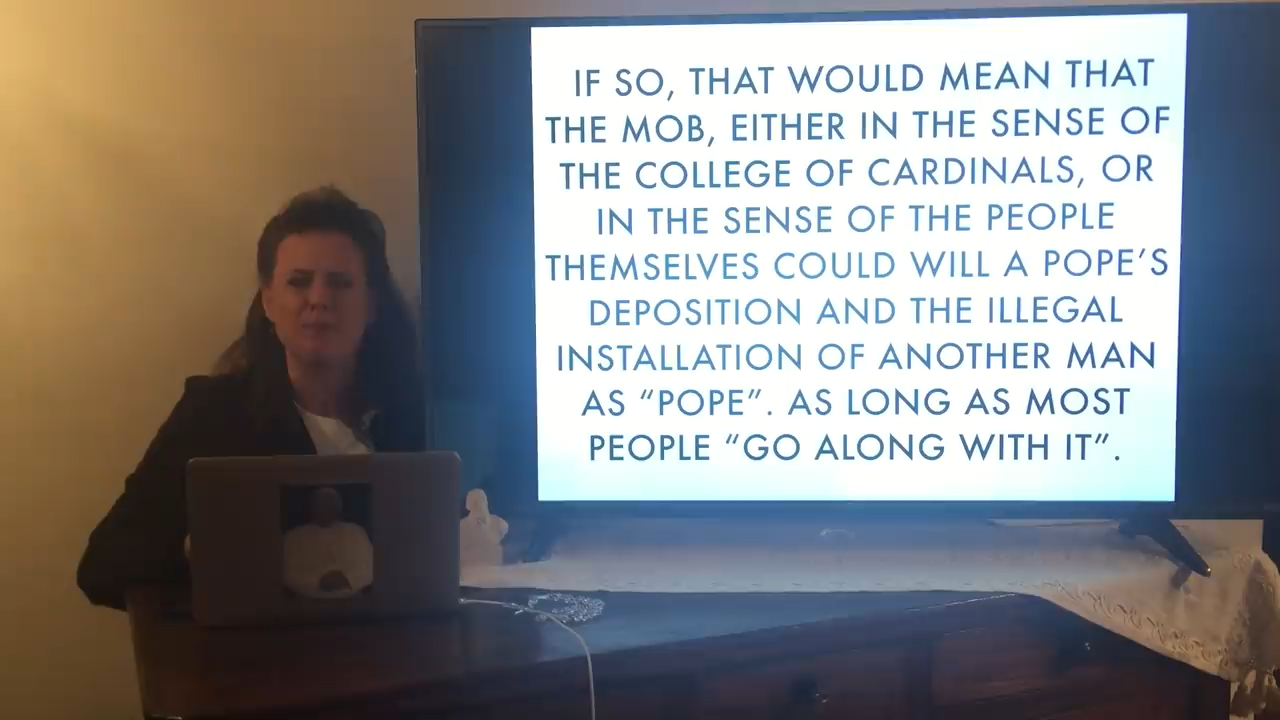 IF SO, THAT WOULD MEAN THAT
THE MOB, EITHER IN THE SENSE OF
THE COLLEGE OF CARDINALS, OR
IN THE SENSE OF THE PEOPLE
THEMSELVES COULD WILL A POPE’S
DEPOSITION AND THE ILLEGAL
INSTALLATION OF ANOTHER MAN
AS “POPE”. AS LONG AS MOST
PEOPLE “GO ALONG WITH IT”.